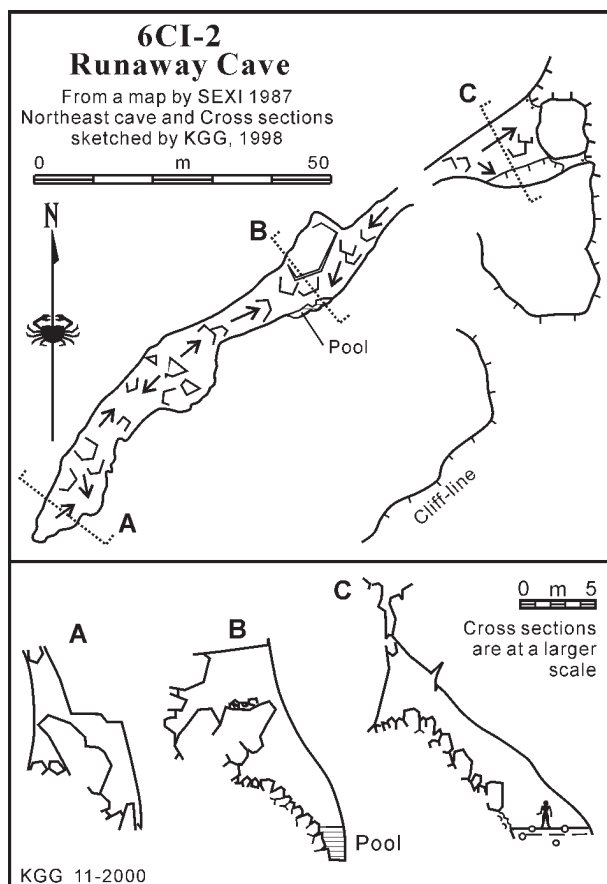 6CI-2
Runaway Cave
From a map by SEXI 1987
Northeast cave and Cross sections
sketched by KGG, 1998
0 m 50
N
C
B
Pool
A
Cliff-line
A
B
C
0 m 5
Cross sections
are at a larger
scale
Pool
KGG 11-2000